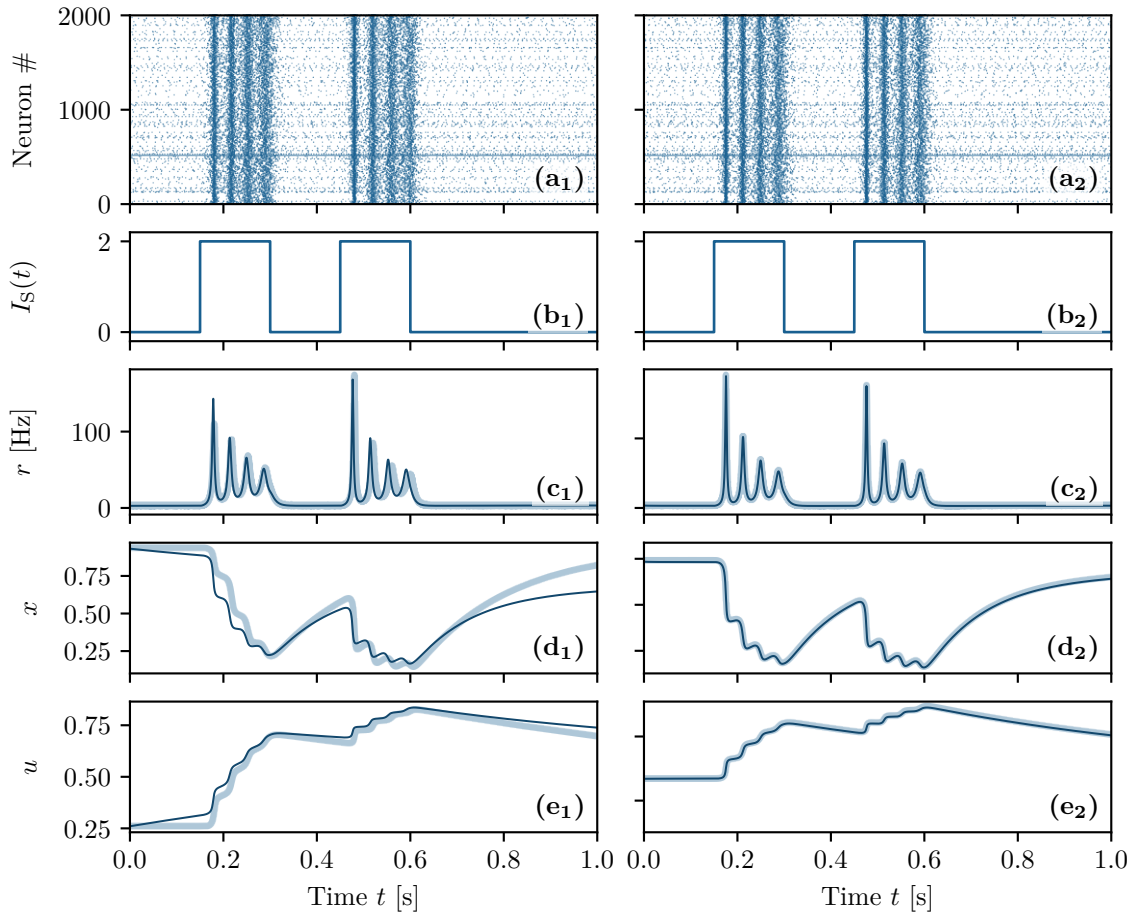 2000
1000
0
Neuron #
(a₁)
(a₂)
2
0
I_S(t)
(b₁)
(b₂)
100
0
r [Hz]
(c₁)
(c₂)
0.75
0.50
0.25
x
(d₁)
(d₂)
0.75
0.50
0.25
u
(e₁)
(e₂)
0.0 0.2 0.4 0.6 0.8 1.0
0.0 0.2 0.4 0.6 0.8 1.0
Time t [s]
Time t [s]